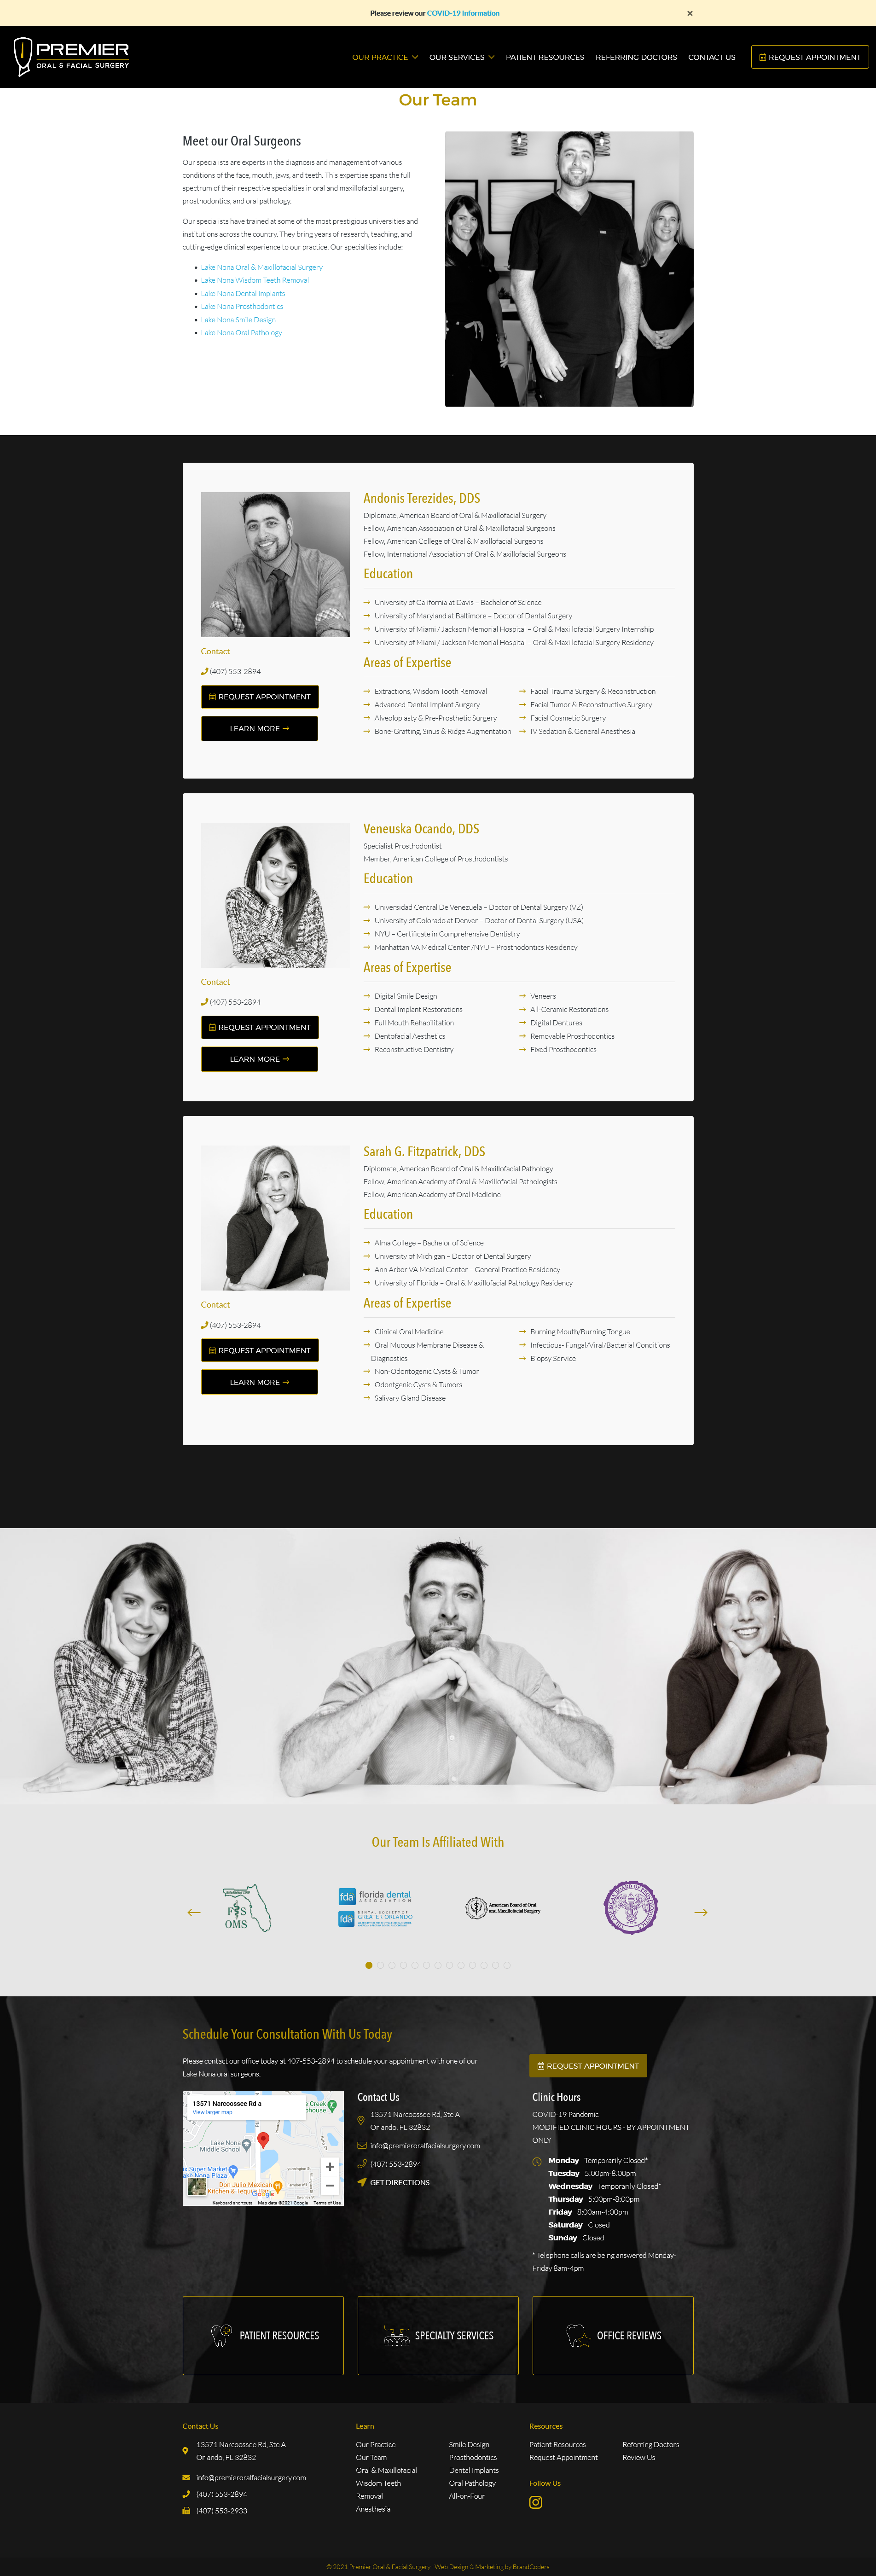 Please review our COVID-19 Information
×
PREMIER
ORAL & FACIAL SURGERY
OUR PRACTICE
OUR SERVICES
PATIENT RESOURCES
REFERRING DOCTORS
CONTACT US
REQUEST APPOINTMENT
Our Team
Meet our Oral Surgeons
Our specialists are experts in the diagnosis and management of various
conditions of the face, mouth, jaws, and teeth. This expertise spans the full
spectrum of their respective specialties in oral and maxillofacial surgery,
prosthodontics, and oral pathology.
Our specialists have trained at some of the most prestigious universities and
institutions across the country. They bring years of research, teaching, and
cutting-edge clinical experience to our practice. Our specialties include:
Lake Nona Oral & Maxillofacial Surgery
Lake Nona Wisdom Teeth Removal
Lake Nona Dental Implants
Lake Nona Prosthodontics
Lake Nona Smile Design
Lake Nona Oral Pathology
Andonis Terezides, DDS
Diplomate, American Board of Oral & Maxillofacial Surgery
Fellow, American Association of Oral & Maxillofacial Surgeons
Fellow, American College of Oral & Maxillofacial Surgeons
Fellow, International Association of Oral & Maxillofacial Surgeons
Education
University of California at Davis – Bachelor of Science
University of Maryland at Baltimore – Doctor of Dental Surgery
University of Miami / Jackson Memorial Hospital – Oral & Maxillofacial Surgery Internship
University of Miami / Jackson Memorial Hospital – Oral & Maxillofacial Surgery Residency
Areas of Expertise
Extractions, Wisdom Tooth Removal
Advanced Dental Implant Surgery
Alveoloplasty & Pre-Prosthetic Surgery
Bone-Grafting, Sinus & Ridge Augmentation
Facial Trauma Surgery & Reconstruction
Facial Tumor & Reconstructive Surgery
Facial Cosmetic Surgery
IV Sedation & General Anesthesia
Contact
(407) 553-2894
REQUEST APPOINTMENT
LEARN MORE
Veneuska Ocando, DDS
Specialist Prosthodontist
Member, American College of Prosthodontists
Education
Universidad Central De Venezuela – Doctor of Dental Surgery (VZ)
University of Colorado at Denver – Doctor of Dental Surgery (USA)
NYU – Certificate in Comprehensive Dentistry
Manhattan VA Medical Center /NYU – Prosthodontics Residency
Areas of Expertise
Digital Smile Design
Dental Implant Restorations
Full Mouth Rehabilitation
Dentofacial Aesthetics
Reconstructive Dentistry
Veneers
All-Ceramic Restorations
Digital Dentures
Removable Prosthodontics
Fixed Prosthodontics
Contact
(407) 553-2894
REQUEST APPOINTMENT
LEARN MORE
Sarah G. Fitzpatrick, DDS
Diplomate, American Board of Oral & Maxillofacial Pathology
Fellow, American Academy of Oral & Maxillofacial Pathologists
Fellow, American Academy of Oral Medicine
Education
Alma College – Bachelor of Science
University of Michigan – Doctor of Dental Surgery
Ann Arbor VA Medical Center – General Practice Residency
University of Florida – Oral & Maxillofacial Pathology Residency
Areas of Expertise
Clinical Oral Medicine
Oral Mucous Membrane Disease &
Diagnostics
Non-Odontogenic Cysts & Tumor
Odontgenic Cysts & Tumors
Salivary Gland Disease
Burning Mouth/Burning Tongue
Infectious- Fungal/Viral/Bacterial Conditions
Biopsy Service
Contact
(407) 553-2894
REQUEST APPOINTMENT
LEARN MORE
Our Team Is Affiliated With
FS
OMS
fda florida dental
ASSOCIATION
fda DENTAL SOCIETY OF
GREATER ORLANDO
American Board of Oral
and Maxillofacial Surgery
Schedule Your Consultation With Us Today
Please contact our office today at 407-553-2894 to schedule your appointment with one of our
Lake Nona oral surgeons.
REQUEST APPOINTMENT
13571 Narcoossee Rd a
View larger map
Creek
house
Lake Nona
Middle School
x Super Market
ake Nona Plaza
Don Julio Mexican
Kitchen & Tequila Bar
Google
Keyboard shortcuts
Map data ©2021 Google
Terms of Use
Contact Us
13571 Narcoossee Rd, Ste A
Orlando, FL 32832
info@premieroralfacialsurgery.com
(407) 553-2894
GET DIRECTIONS
Clinic Hours
COVID-19 Pandemic
MODIFIED CLINIC HOURS - BY APPOINTMENT
ONLY
Monday Temporarily Closed*
Tuesday 5:00pm-8:00pm
Wednesday Temporarily Closed*
Thursday 5:00pm-8:00pm
Friday 8:00am-4:00pm
Saturday Closed
Sunday Closed
* Telephone calls are being answered Monday-
Friday 8am-4pm
PATIENT RESOURCES
SPECIALTY SERVICES
OFFICE REVIEWS
Contact Us
13571 Narcoossee Rd, Ste A
Orlando, FL 32832
info@premieroralfacialsurgery.com
(407) 553-2894
(407) 553-2933
Learn
Our Practice
Our Team
Oral & Maxillofacial
Wisdom Teeth
Removal
Anesthesia
Smile Design
Prosthodontics
Dental Implants
Oral Pathology
All-on-Four
Resources
Patient Resources
Request Appointment
Referring Doctors
Review Us
Follow Us
© 2021 Premier Oral & Facial Surgery · Web Design & Marketing by BrandCoders